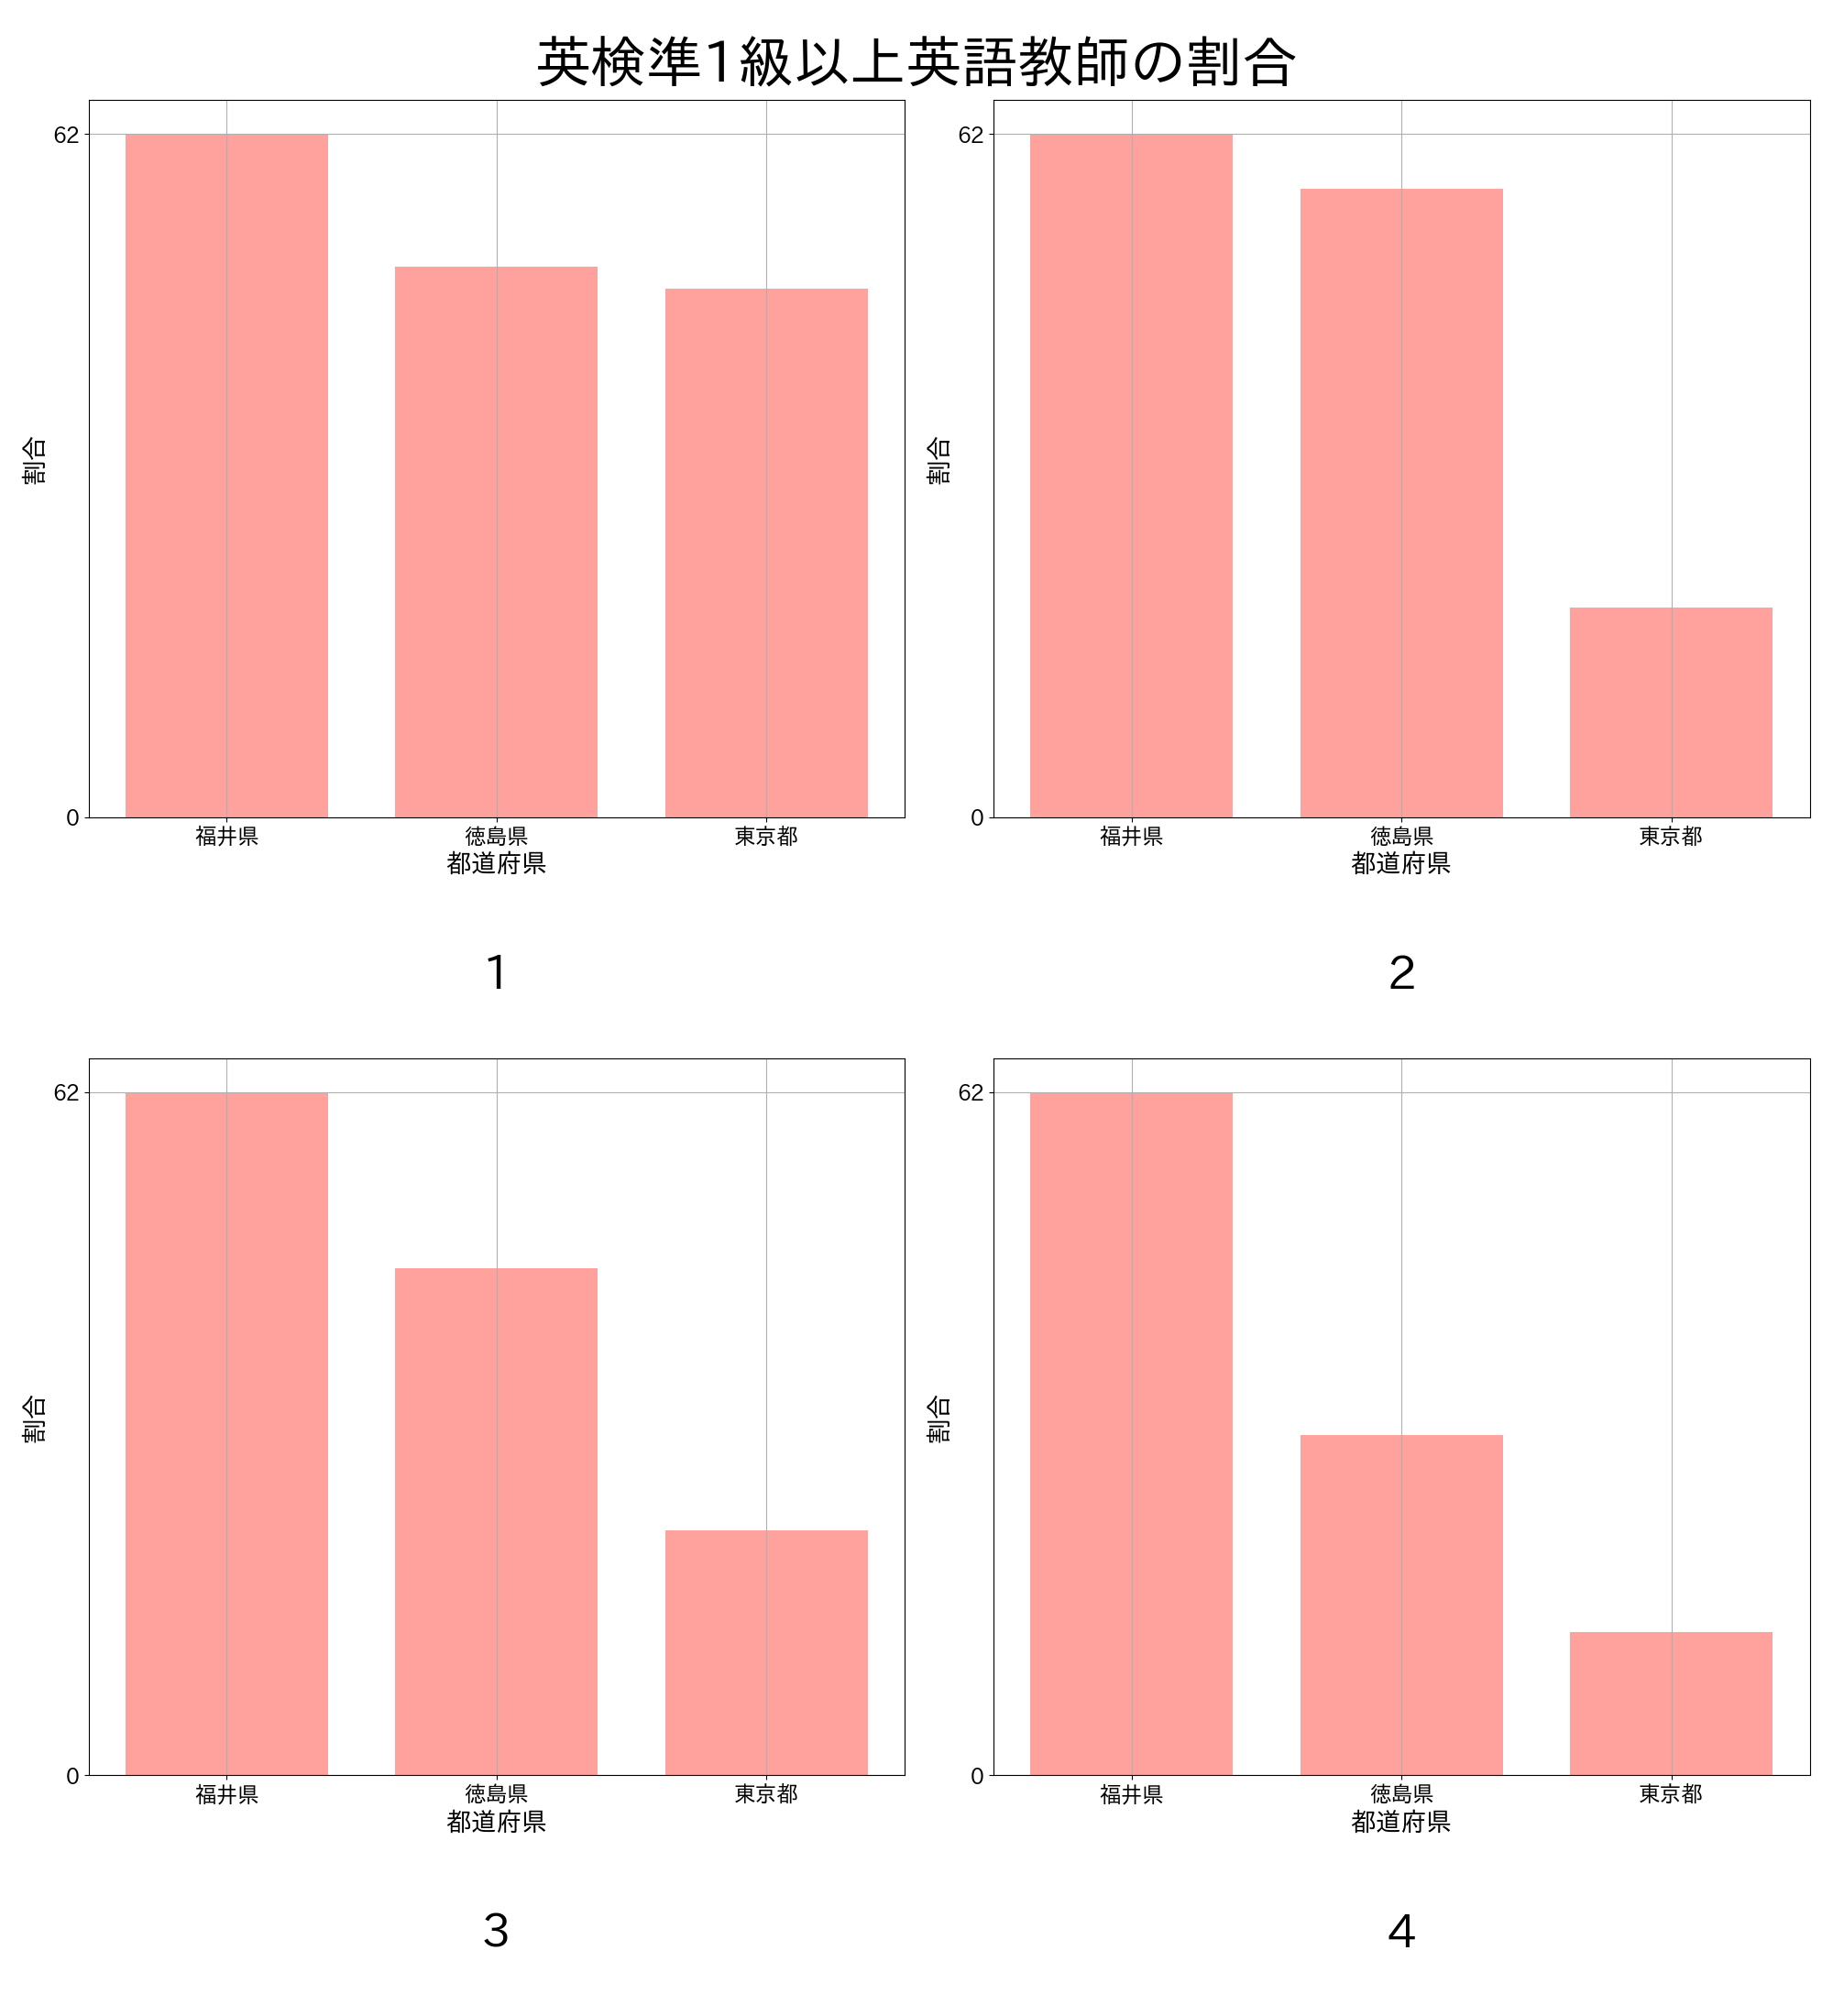 英検準1級以上英語教師の割合
62
割合
0
福井県 徳島県 東京都
都道府県
1
62
割合
0
福井県 徳島県 東京都
都道府県
2
62
割合
0
福井県 徳島県 東京都
都道府県
3
62
割合
0
福井県 徳島県 東京都
都道府県
4